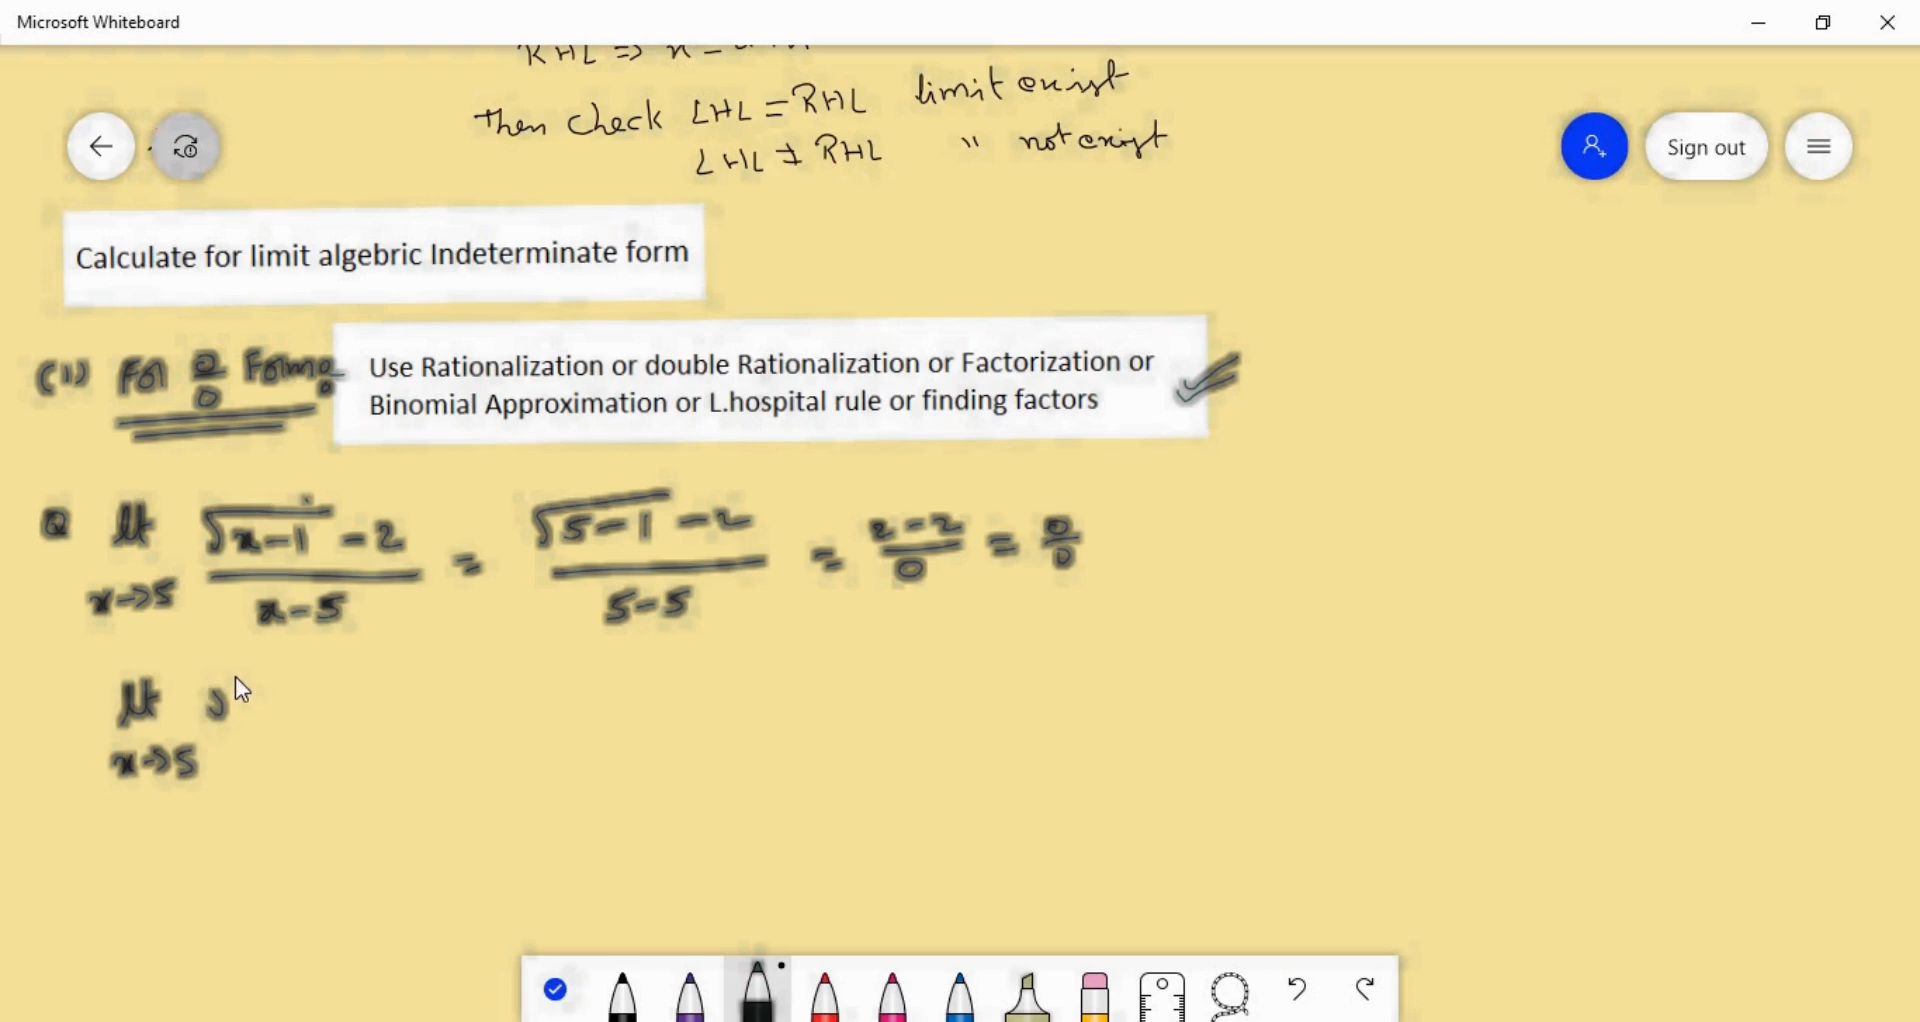 Microsoft Whiteboard
RHL ⇒ x =
then check LHL = RHL limit exist
LHL ≠ RHL " not exist
Sign out
Calculate for limit algebric Indeterminate form
(1) For 0/0 Form
Use Rationalization or double Rationalization or Factorization or
Binomial Approximation or L.hospital rule or finding factors
Q lt x→5 (√(x-1) - 2)/(x-5) = (√(5-1) - 2)/(5-5) = (2-2)/0 = 0/0
lt x→5